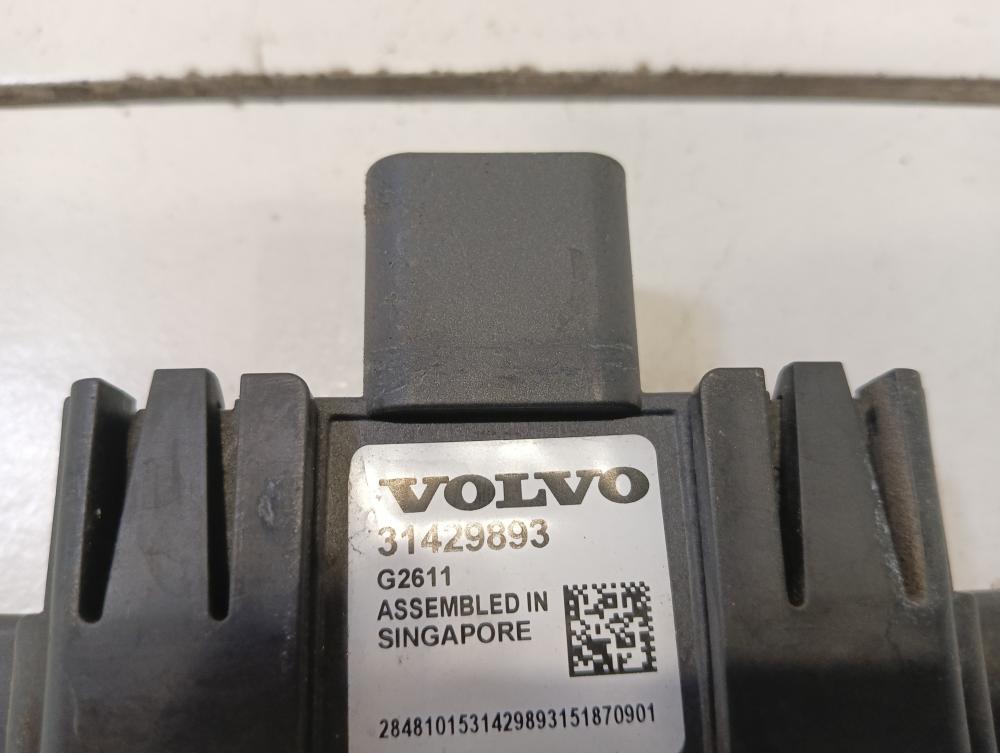 VOLVO
31429893
G2611
ASSEMBLED IN
SINGAPORE
2848101531429893151870901